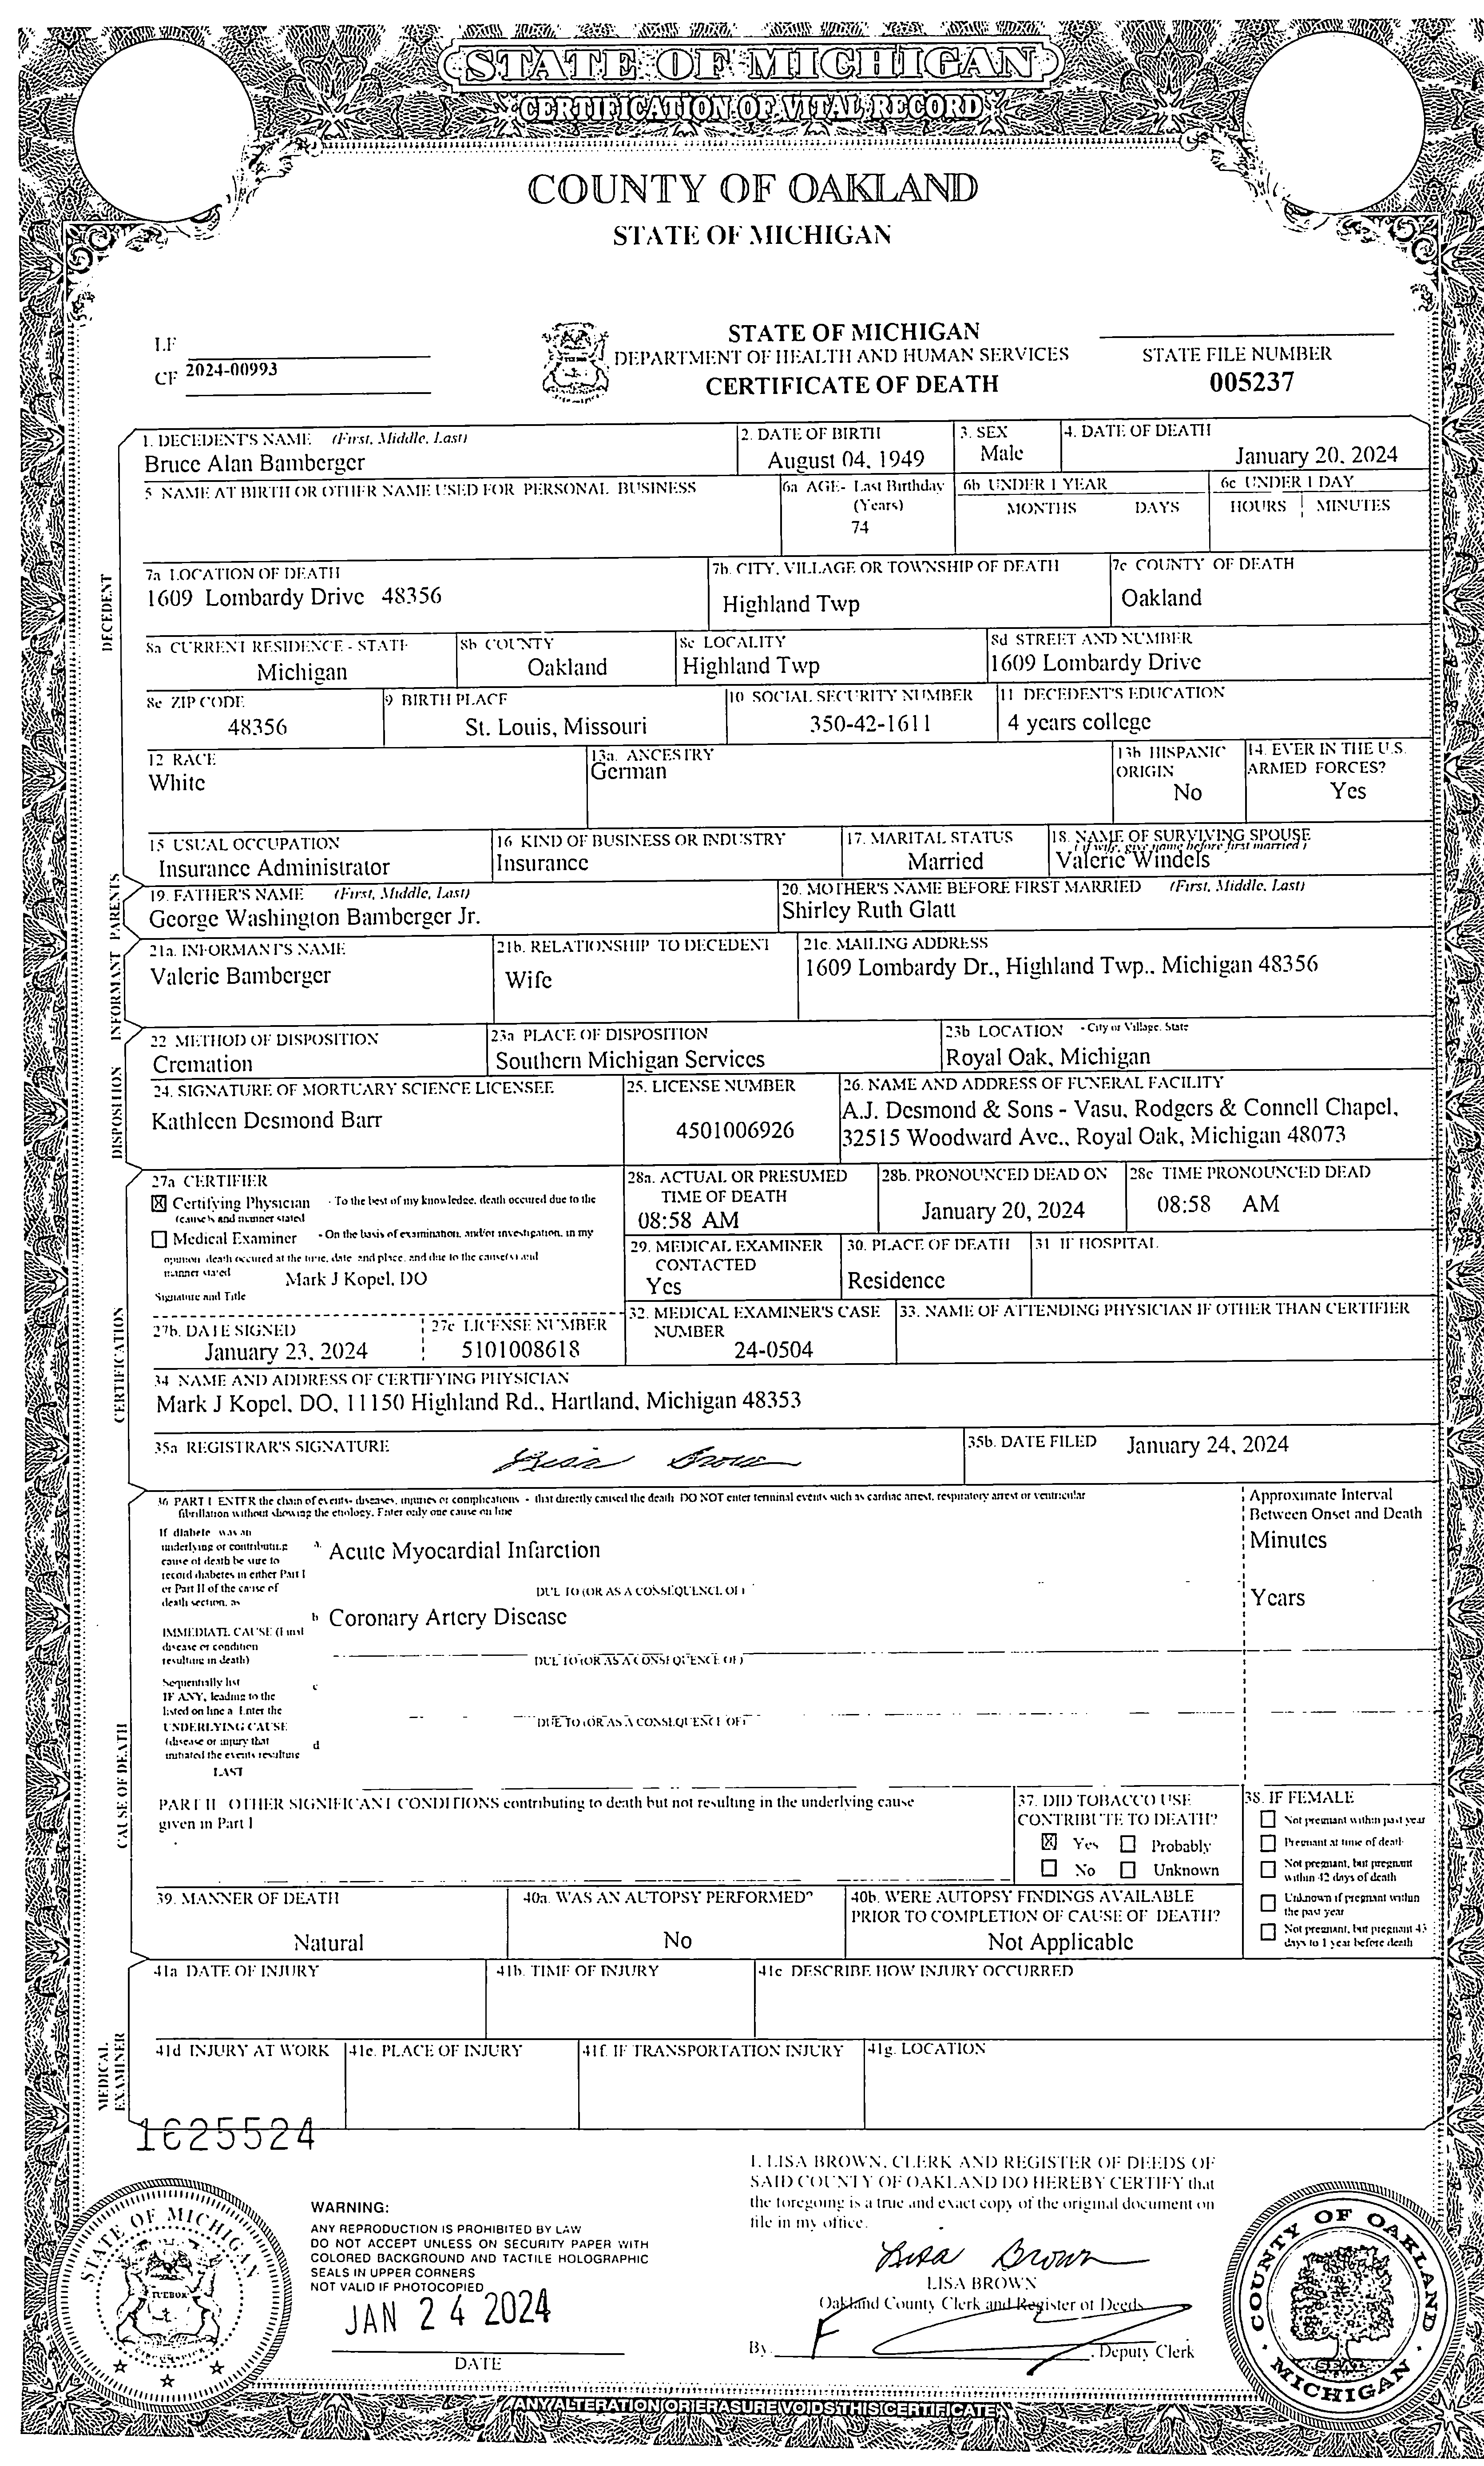 STATE OF MICHIGAN
CERTIFICATION OF VITAL RECORD
COUNTY OF OAKLAND
STATE OF MICHIGAN
LF
CF 2024-00993
STATE OF MICHIGAN
DEPARTMENT OF HEALTH AND HUMAN SERVICES
CERTIFICATE OF DEATH
STATE FILE NUMBER
005237
DECEDENT
1. DECEDENT'S NAME (First, Middle, Last)
Bruce Alan Bamberger
2. DATE OF BIRTH
August 04, 1949
3. SEX
Male
4. DATE OF DEATH
January 20, 2024
5 NAME AT BIRTH OR OTHER NAME USED FOR PERSONAL BUSINESS
6a AGE- Last Birthday
(Years)
74
6b UNDER 1 YEAR
MONTHS DAYS
6c UNDER 1 DAY
HOURS MINUTES
7a LOCATION OF DEATH
1609 Lombardy Drive 48356
7b. CITY, VILLAGE OR TOWNSHIP OF DEATH
Highland Twp
7c COUNTY OF DEATH
Oakland
8a CURRENT RESIDENCE - STATE
Michigan
8b COUNTY
Oakland
8c LOCALITY
Highland Twp
8d STREET AND NUMBER
1609 Lombardy Drive
8e ZIP CODE
48356
9 BIRTH PLACE
St. Louis, Missouri
10 SOCIAL SECURITY NUMBER
350-42-1611
11 DECEDENT'S EDUCATION
4 years college
12 RACE
White
13a. ANCESTRY
German
13b HISPANIC
ORIGIN
No
14. EVER IN THE U.S.
ARMED FORCES?
Yes
15 USUAL OCCUPATION
Insurance Administrator
16 KIND OF BUSINESS OR INDUSTRY
Insurance
17. MARITAL STATUS
Married
18. NAME OF SURVIVING SPOUSE
(if wife, give name before first married)
Valerie Windels
PARENTS
19. FATHER'S NAME (First, Middle, Last)
George Washington Bamberger Jr.
20. MOTHER'S NAME BEFORE FIRST MARRIED (First, Middle, Last)
Shirley Ruth Glatt
INFORMANT
21a. INFORMANT'S NAME
Valerie Bamberger
21b. RELATIONSHIP TO DECEDENT
Wife
21c. MAILING ADDRESS
1609 Lombardy Dr., Highland Twp., Michigan 48356
DISPOSITION
22 METHOD OF DISPOSITION
Cremation
23a PLACE OF DISPOSITION
Southern Michigan Services
23b LOCATION - City or Village, State
Royal Oak, Michigan
24. SIGNATURE OF MORTUARY SCIENCE LICENSEE
Kathleen Desmond Barr
25. LICENSE NUMBER
4501006926
26. NAME AND ADDRESS OF FUNERAL FACILITY
A.J. Desmond & Sons - Vasu, Rodgers & Connell Chapel,
32515 Woodward Ave., Royal Oak, Michigan 48073
CERTIFICATION
27a CERTIFIER
☒ Certifying Physician - To the best of my knowledge, death occured due to the
(cause/s and manner stated
☐ Medical Examiner - On the basis of examination, and/or investigation, in my
opinion death occured at the time, date and place, and due to the cause(s) and
manner stated
Mark J Kopel, DO
Signature and Title
27b. DATE SIGNED
January 23, 2024
27c LICENSE NUMBER
5101008618
28a. ACTUAL OR PRESUMED
TIME OF DEATH
08:58 AM
28b. PRONOUNCED DEAD ON
January 20, 2024
28c TIME PRONOUNCED DEAD
08:58 AM
29. MEDICAL EXAMINER
CONTACTED
Yes
30. PLACE OF DEATH
Residence
31 IF HOSPITAL
32. MEDICAL EXAMINER'S CASE
NUMBER
24-0504
33. NAME OF ATTENDING PHYSICIAN IF OTHER THAN CERTIFIER
34 NAME AND ADDRESS OF CERTIFYING PHYSICIAN
Mark J Kopel, DO, 11150 Highland Rd., Hartland, Michigan 48353
35a REGISTRAR'S SIGNATURE
Lisa Brown
35b. DATE FILED January 24, 2024
CAUSE OF DEATH
36 PART I ENTER the chain of events- diseases, injuries or complications - that directly caused the death DO NOT enter terminal events such as cardiac arrest, respiratory arrest or ventricular
fibrillation without showing the etiology. Enter only one cause on line
If diabete was an
underlying or contributing
cause of death be sure to
record diabetes in either Part I
or Part II of the cause of
death section, as
IMMEDIATE CAUSE (Final
disease or condition
resulting in death)
Sequentially list
IF ANY, leading to the
listed on line a Enter the
UNDERLYING CAUSE
(disease or injury that
initiated the events resulting
LAST
a. Acute Myocardial Infarction
DUE TO (OR AS A CONSEQUENCE OF)
b Coronary Artery Disease
DUE TO (OR AS A CONSEQUENCE OF)
c
DUE TO (OR AS A CONSEQUENCE OF)
d
Approximate Interval
Between Onset and Death
Minutes
Years
PART II OTHER SIGNIFICANT CONDITIONS contributing to death but not resulting in the underlying cause
given in Part I
37. DID TOBACCO USE
CONTRIBUTE TO DEATH?
☒ Yes ☐ Probably
☐ No ☐ Unknown
38. IF FEMALE
☐ Not pregnant within past year
☐ Pregnant at time of death
☐ Not pregnant, but pregnant
within 42 days of death
☐ Unknown if pregnant within
the past year
☐ Not pregnant, but pregnant 43
days to 1 year before death
39. MANNER OF DEATH
Natural
40a. WAS AN AUTOPSY PERFORMED?
No
40b. WERE AUTOPSY FINDINGS AVAILABLE
PRIOR TO COMPLETION OF CAUSE OF DEATH?
Not Applicable
MEDICAL
EXAMINER
41a DATE OF INJURY
41b. TIME OF INJURY
41c DESCRIBE HOW INJURY OCCURRED
41d INJURY AT WORK
41e. PLACE OF INJURY
41f. IF TRANSPORTATION INJURY
41g. LOCATION
1625524
STATE OF MICHIGAN
TUEBOR
WARNING:
ANY REPRODUCTION IS PROHIBITED BY LAW
DO NOT ACCEPT UNLESS ON SECURITY PAPER WITH
COLORED BACKGROUND AND TACTILE HOLOGRAPHIC
SEALS IN UPPER CORNERS
NOT VALID IF PHOTOCOPIED
JAN 24 2024
DATE
I, LISA BROWN, CLERK AND REGISTER OF DEEDS OF
SAID COUNTY OF OAKLAND DO HEREBY CERTIFY that
the foregoing is a true and exact copy of the original document on
file in my office.
Lisa Brown
LISA BROWN
Oakland County Clerk and Register of Deeds
By. , Deputy Clerk
COUNTY OF OAKLAND
SEAL
MICHIGAN
ANY ALTERATION OR ERASURE VOIDS THIS CERTIFICATE